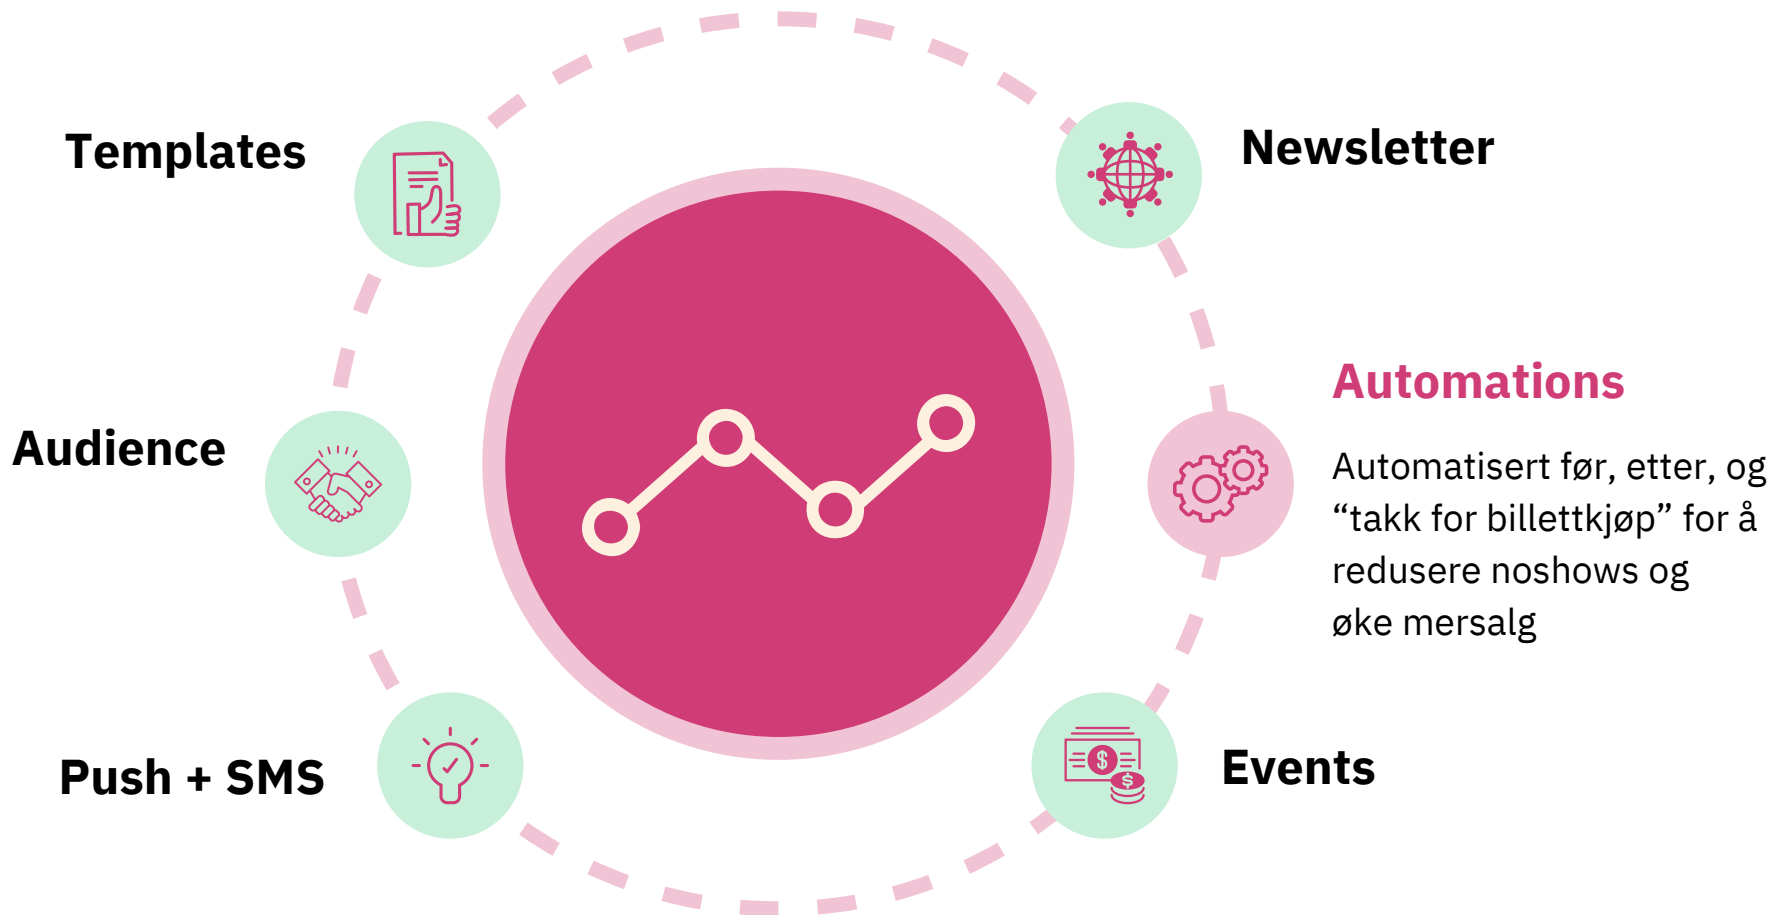 Templates
Newsletter
Audience
Automations
Automatisert før, etter, og
“takk for billettkjøp” for å
redusere noshows og
øke mersalg
Push + SMS
Events
$
$